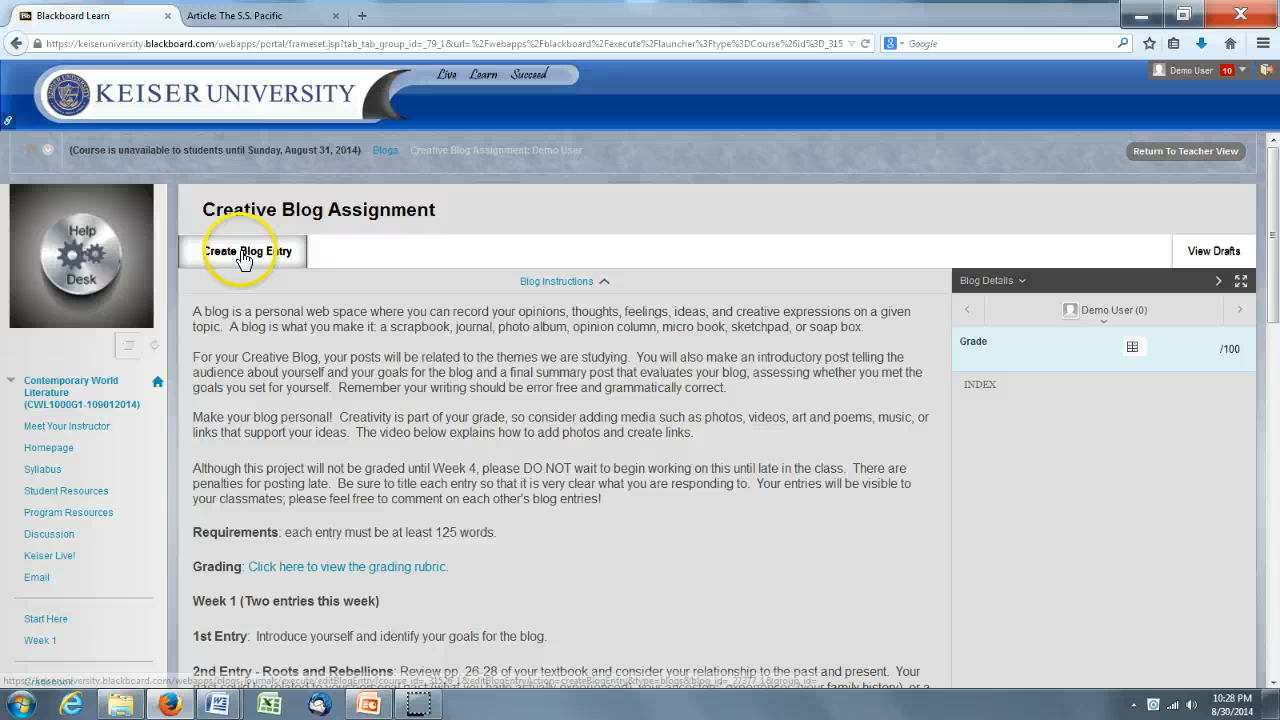 Blackboard Learn
Article: The S.S. Pacific
https://keiseruniversity.blackboard.com/webapps/portal/frameset.jsp?tab_tab_group_id=_79_1&url=%2Fwebapps%2Fblackboard%2Fexecute%2Flauncher%3Ftype%3DCourse%26id%3D_315
Google
Live Learn Succeed
KEISER UNIVERSITY
Demo User 10
(Course is unavailable to students until Sunday, August 31, 2014) Blogs Creative Blog Assignment: Demo User
Return To Teacher View
Help
Desk
Creative Blog Assignment
Create Blog Entry
View Drafts
Blog Instructions
Blog Details
A blog is a personal web space where you can record your opinions, thoughts, feelings, ideas, and creative expressions on a given
topic. A blog is what you make it: a scrapbook, journal, photo album, opinion column, micro book, sketchpad, or soap box.
Demo User (0)
Grade
/100
INDEX
For your Creative Blog, your posts will be related to the themes we are studying. You will also make an introductory post telling the
audience about yourself and your goals for the blog and a final summary post that evaluates your blog, assessing whether you met the
goals you set for yourself. Remember your writing should be error free and grammatically correct.
Make your blog personal! Creativity is part of your grade, so consider adding media such as photos, videos, art and poems, music, or
links that support your ideas. The video below explains how to add photos and create links.
Although this project will not be graded until Week 4, please DO NOT wait to begin working on this until late in the class. There are
penalties for posting late. Be sure to title each entry so that it is very clear what you are responding to. Your entries will be visible to
your classmates; please feel free to comment on each other's blog entries!
Requirements: each entry must be at least 125 words.
Grading: Click here to view the grading rubric.
Week 1 (Two entries this week)
1st Entry: Introduce yourself and identify your goals for the blog.
2nd Entry - Roots and Rebellions: Review pp. 26-28 of your textbook and consider your relationship to the past and present. Your
Contemporary World
Literature
(CWL1000G1-109012014)
Meet Your Instructor
Homepage
Syllabus
Student Resources
Program Resources
Discussion
Keiser Live!
Email
Start Here
Week 1
Gradebook
10:28 PM
8/30/2014